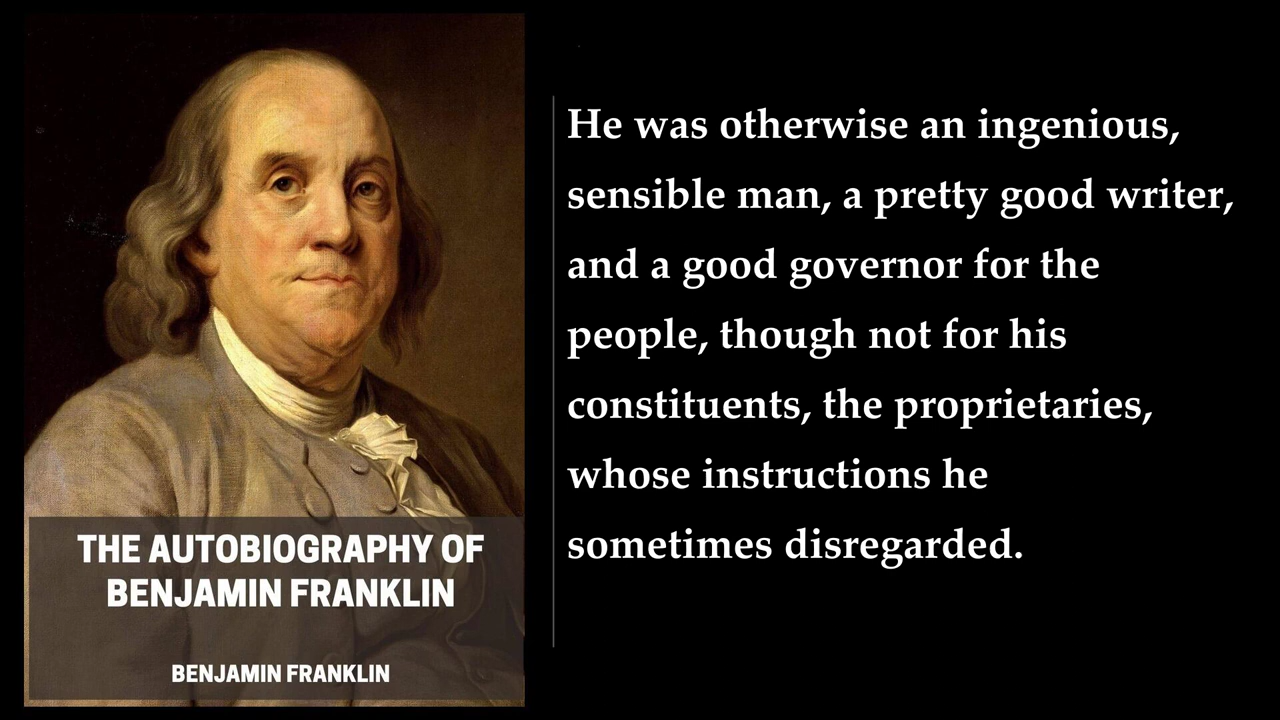 THE AUTOBIOGRAPHY OF
BENJAMIN FRANKLIN
BENJAMIN FRANKLIN
He was otherwise an ingenious,
sensible man, a pretty good writer,
and a good governor for the
people, though not for his
constituents, the proprietaries,
whose instructions he
sometimes disregarded.